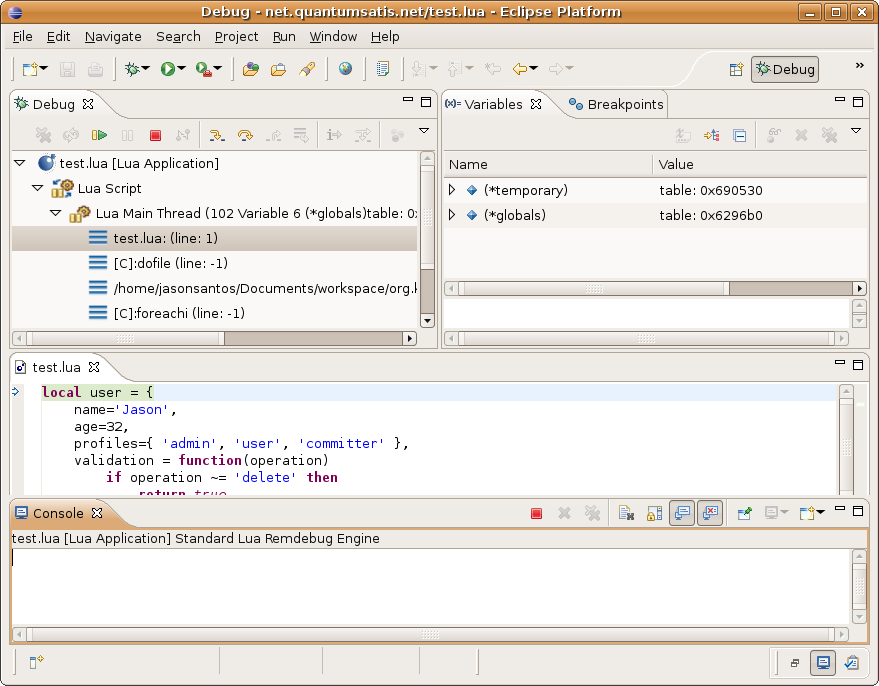 Debug - net.quantumsatis.net/test.lua - Eclipse Platform
File Edit Navigate Search Project Run Window Help
Debug
»
Debug
(x)= Variables
Breakpoints
test.lua [Lua Application]
Lua Script
Lua Main Thread (102 Variable 6 (*globals)table: 0x
test.lua: (line: 1)
[C]:dofile (line: -1)
/home/jasonsantos/Documents/workspace/org.k
[C]:foreachi (line: -1)
Name Value
(*temporary) table: 0x690530
(*globals) table: 0x6296b0
test.lua
local user = {
name='Jason',
age=32,
profiles={ 'admin', 'user', 'committer' },
validation = function(operation)
if operation ~= 'delete' then
return true
Console
test.lua [Lua Application] Standard Lua Remdebug Engine